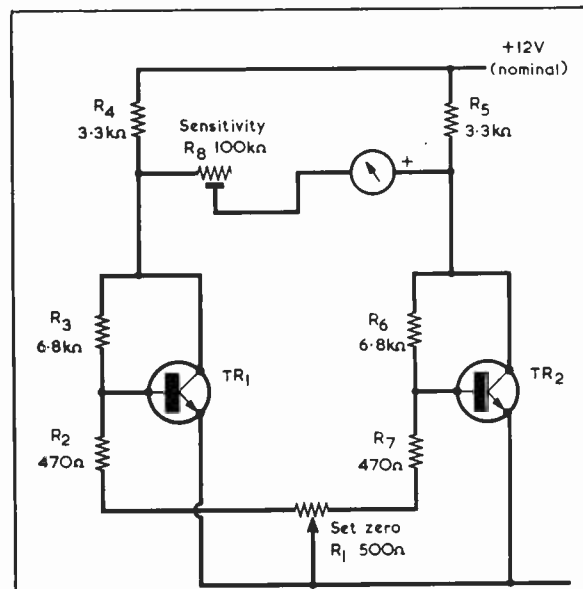 +12V
(nominal)
R4
3·3kΩ
R5
3·3kΩ
Sensitivity
R8 100kΩ
+
R3
6·8kΩ
R6
6·8kΩ
TR1
TR2
R2
470Ω
R7
470Ω
Set zero
R1 500Ω